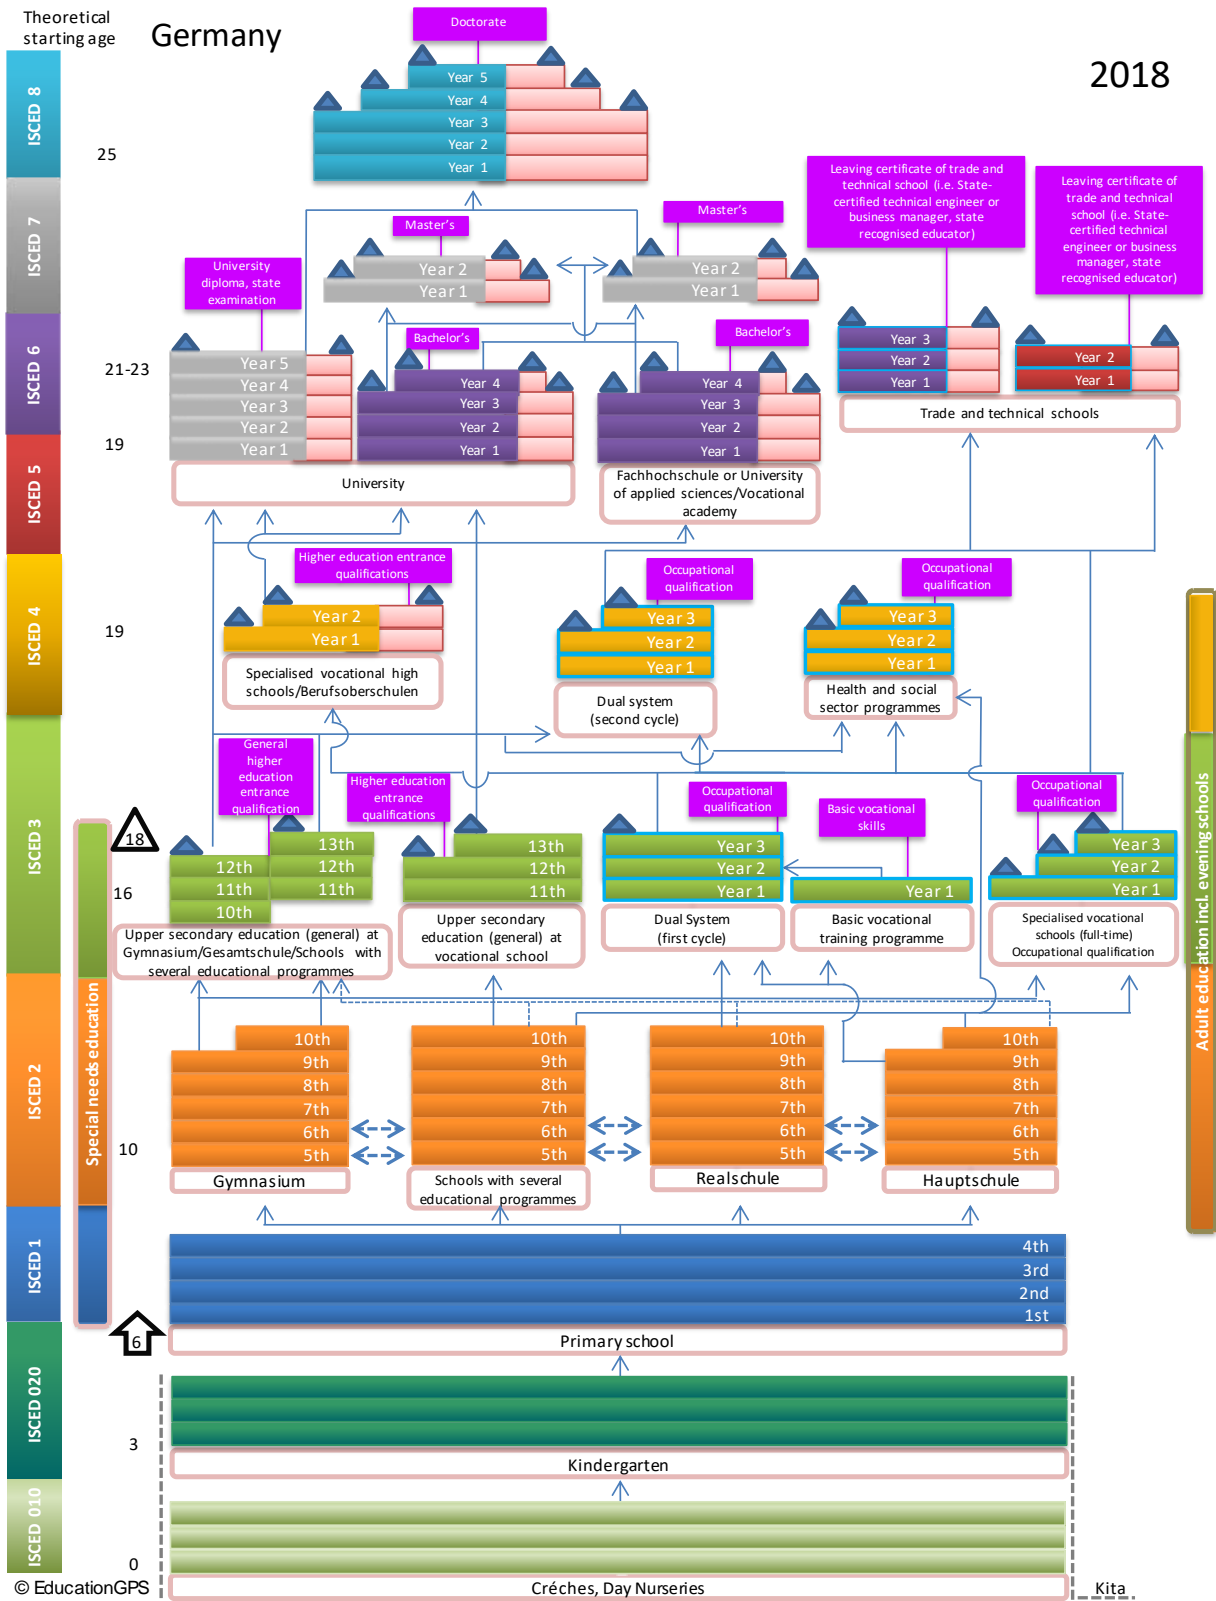 Theoretical
starting age
Germany
2018
Doctorate
ISCED 8
25
Year 5
Year 4
Year 3
Year 2
Year 1
Leaving certificate of trade and
technical school (i.e. State-
certified technical engineer or
business manager, state
recognised educator)
Leaving certificate of
trade and technical
school (i.e. State-
certified technical
engineer or business
manager, state
recognised educator)
ISCED 7
Master's
Year 2
Year 1
Master's
Year 2
Year 1
University
diploma, state
examination
ISCED 6
21-23
19
Year 5
Year 4
Year 3
Year 2
Year 1
Bachelor's
Year 4
Year 3
Year 2
Year 1
Bachelor's
Year 4
Year 3
Year 2
Year 1
Year 3
Year 2
Year 1
Year 2
Year 1
Trade and technical schools
ISCED 5
University
Fachhochschule or University
of applied sciences/Vocational
academy
ISCED 4
19
Higher education entrance
qualifications
Year 2
Year 1
Specialised vocational high
schools/Berufsoberschulen
Occupational
qualification
Year 3
Year 2
Year 1
Dual system
(second cycle)
Occupational
qualification
Year 3
Year 2
Year 1
Health and social
sector programmes
ISCED 3
18
16
General
higher
education
entrance
qualification
12th
11th
10th
13th
12th
11th
Upper secondary education (general) at
Gymnasium/Gesamtschule/Schools with
several educational programmes
Higher education
entrance
qualifications
13th
12th
11th
Upper secondary
education (general) at
vocational school
Occupational
qualification
Year 3
Year 2
Year 1
Dual System
(first cycle)
Basic vocational
skills
Year 1
Basic vocational
training programme
Occupational
qualification
Year 3
Year 2
Year 1
Specialised vocational
schools (full-time)
Occupational qualification
Adult education incl. evening schools
Special needs education
ISCED 2
10
10th
9th
8th
7th
6th
5th
Gymnasium
10th
9th
8th
7th
6th
5th
Schools with several
educational programmes
10th
9th
8th
7th
6th
5th
Realschule
10th
9th
8th
7th
6th
5th
Hauptschule
ISCED 1
6
4th
3rd
2nd
1st
Primary school
ISCED 020
3
Kindergarten
ISCED 010
0
Créches, Day Nurseries
Kita
© EducationGPS